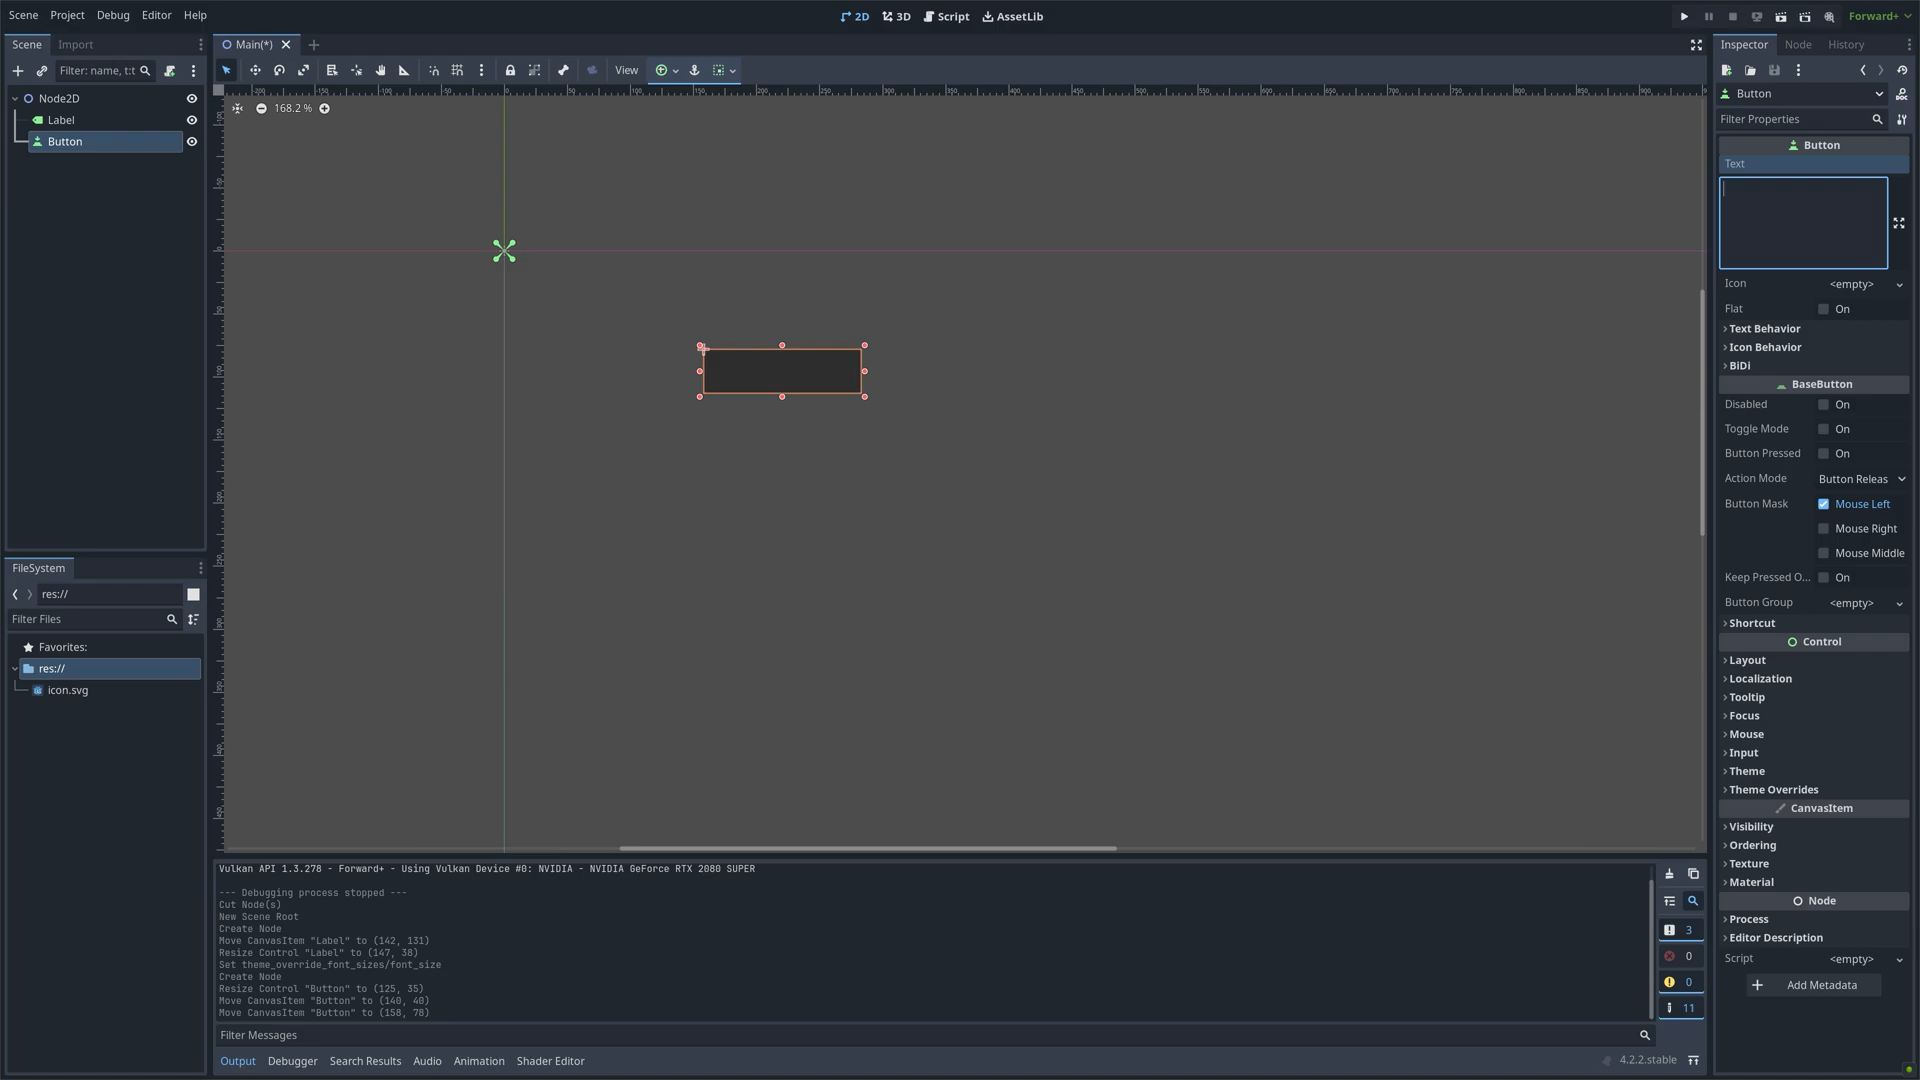 Scene Project Debug Editor Help
2D 3D Script AssetLib
Forward+
Scene Import
Main(*)
Inspector Node History
Filter: name, t:t
View
Button
Node2D
168.2 %
Filter Properties
Label
Button
Button
Text
Icon <empty>
Flat On
Text Behavior
Icon Behavior
BiDi
BaseButton
Disabled On
Toggle Mode On
Button Pressed On
Action Mode Button Releas
Button Mask Mouse Left
Mouse Right
Mouse Middle
FileSystem
Keep Pressed O... On
res://
Button Group <empty>
Filter Files
Shortcut
Favorites:
Control
res://
Layout
icon.svg
Localization
Tooltip
Focus
Mouse
Input
Theme
Theme Overrides
CanvasItem
Visibility
Ordering
Texture
Material
Node
Process
Editor Description
Script <empty>
Add Metadata
Vulkan API 1.3.278 - Forward+ - Using Vulkan Device #0: NVIDIA - NVIDIA GeForce RTX 2080 SUPER
--- Debugging process stopped ---
Cut Node(s)
New Scene Root
Create Node
Move CanvasItem "Label" to (142, 131)
Resize Control "Label" to (147, 38)
Set theme_override_font_sizes/font_size
Create Node
Resize Control "Button" to (125, 35)
Move CanvasItem "Button" to (140, 40)
Move CanvasItem "Button" to (158, 78)
3
0
0
11
Filter Messages
Output Debugger Search Results Audio Animation Shader Editor
4.2.2.stable